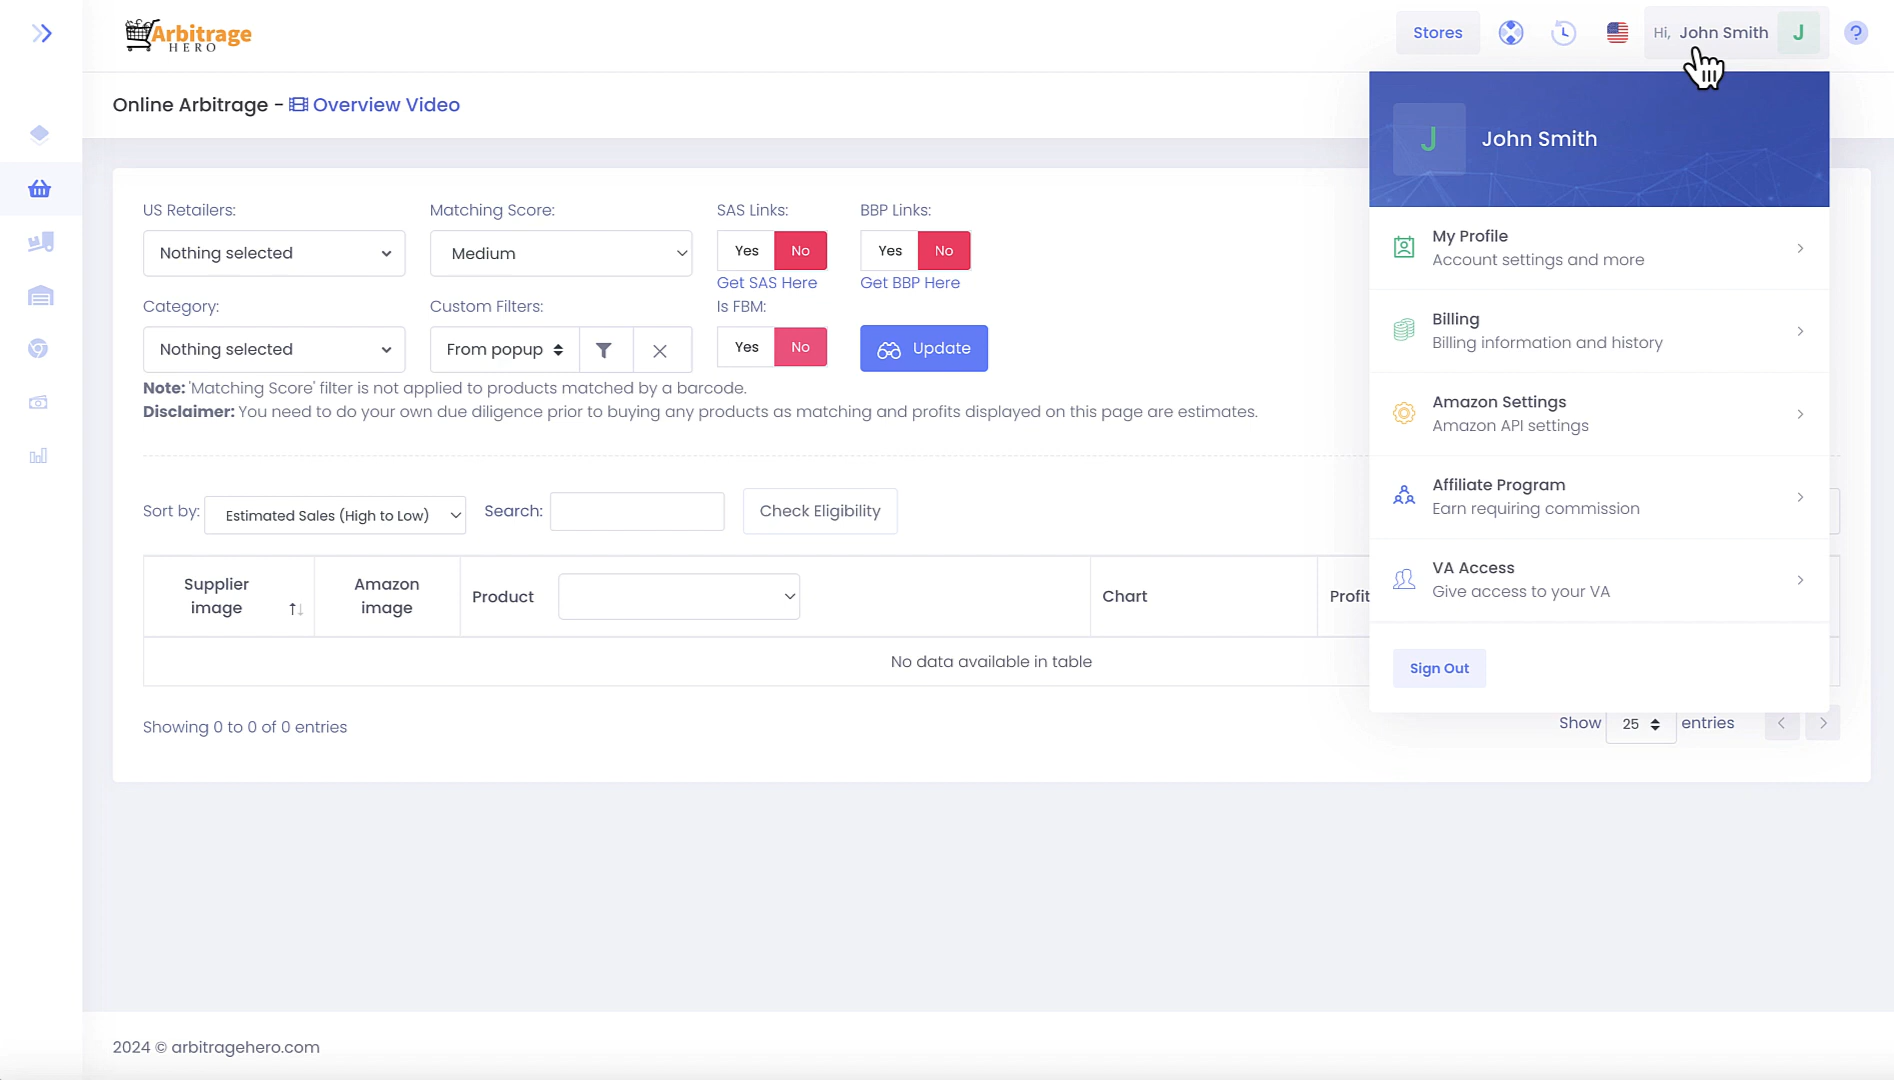 Arbitrage
HERO
Stores
Hi, John Smith J
?
Online Arbitrage - Overview Video
J John Smith
US Retailers:
Matching Score:
SAS Links:
BBP Links:
Nothing selected
Medium
Yes No
Yes No
Get SAS Here
Get BBP Here
Category:
Custom Filters:
Is FBM:
Nothing selected
From popup
Yes No
Update
Note: 'Matching Score' filter is not applied to products matched by a barcode.
Disclaimer: You need to do your own due diligence prior to buying any products as matching and profits displayed on this page are estimates.
My Profile
Account settings and more
Billing
Billing information and history
Amazon Settings
Amazon API settings
Affiliate Program
Earn requiring commission
VA Access
Give access to your VA
Sign Out
Sort by: Estimated Sales (High to Low)
Search:
Check Eligibility
Supplier
image
Amazon
image
Product
Chart
Profit
No data available in table
Showing 0 to 0 of 0 entries
Show 25 entries
2024 © arbitragehero.com